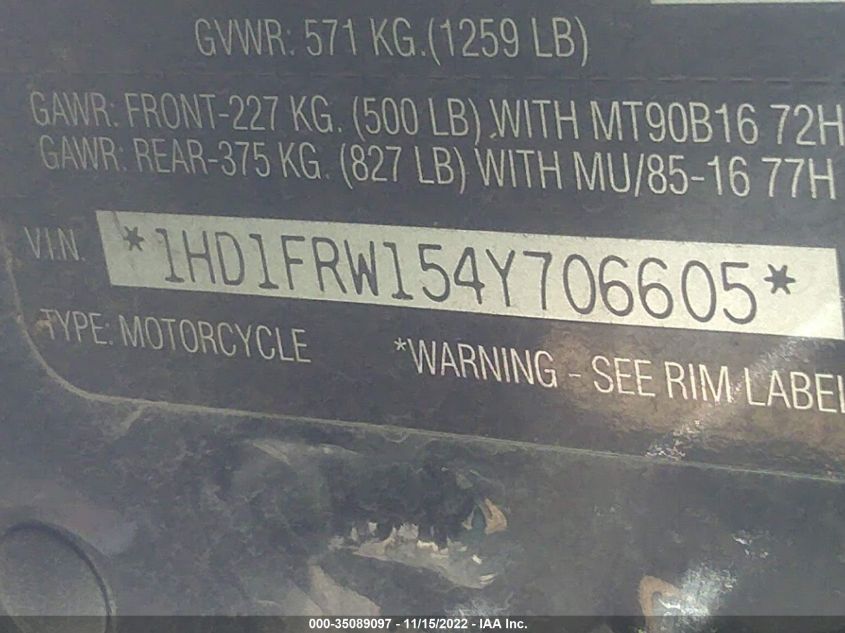 GVWR: 571 KG.(1259 LB)
GAWR: FRONT-227 KG. (500 LB) WITH MT90B16 72H
GAWR: REAR-375 KG. (827 LB) WITH MU/85-16 77H
V.I.N. *1HD1FRW154Y706605*
TYPE: MOTORCYCLE *WARNING - SEE RIM LABEL
000-35089097 - 11/15/2022 - IAA Inc.